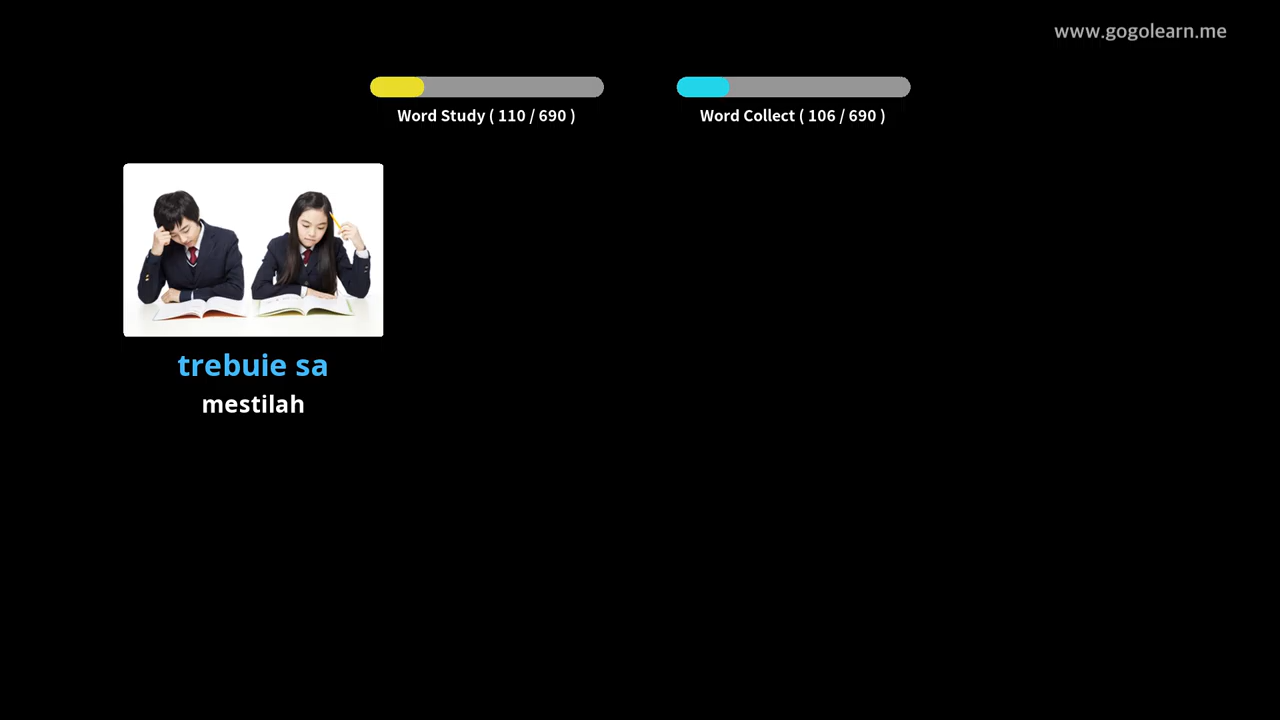 www.gogolearn.me
Word Study ( 110 / 690 )
Word Collect ( 106 / 690 )
trebuie sa
mestilah